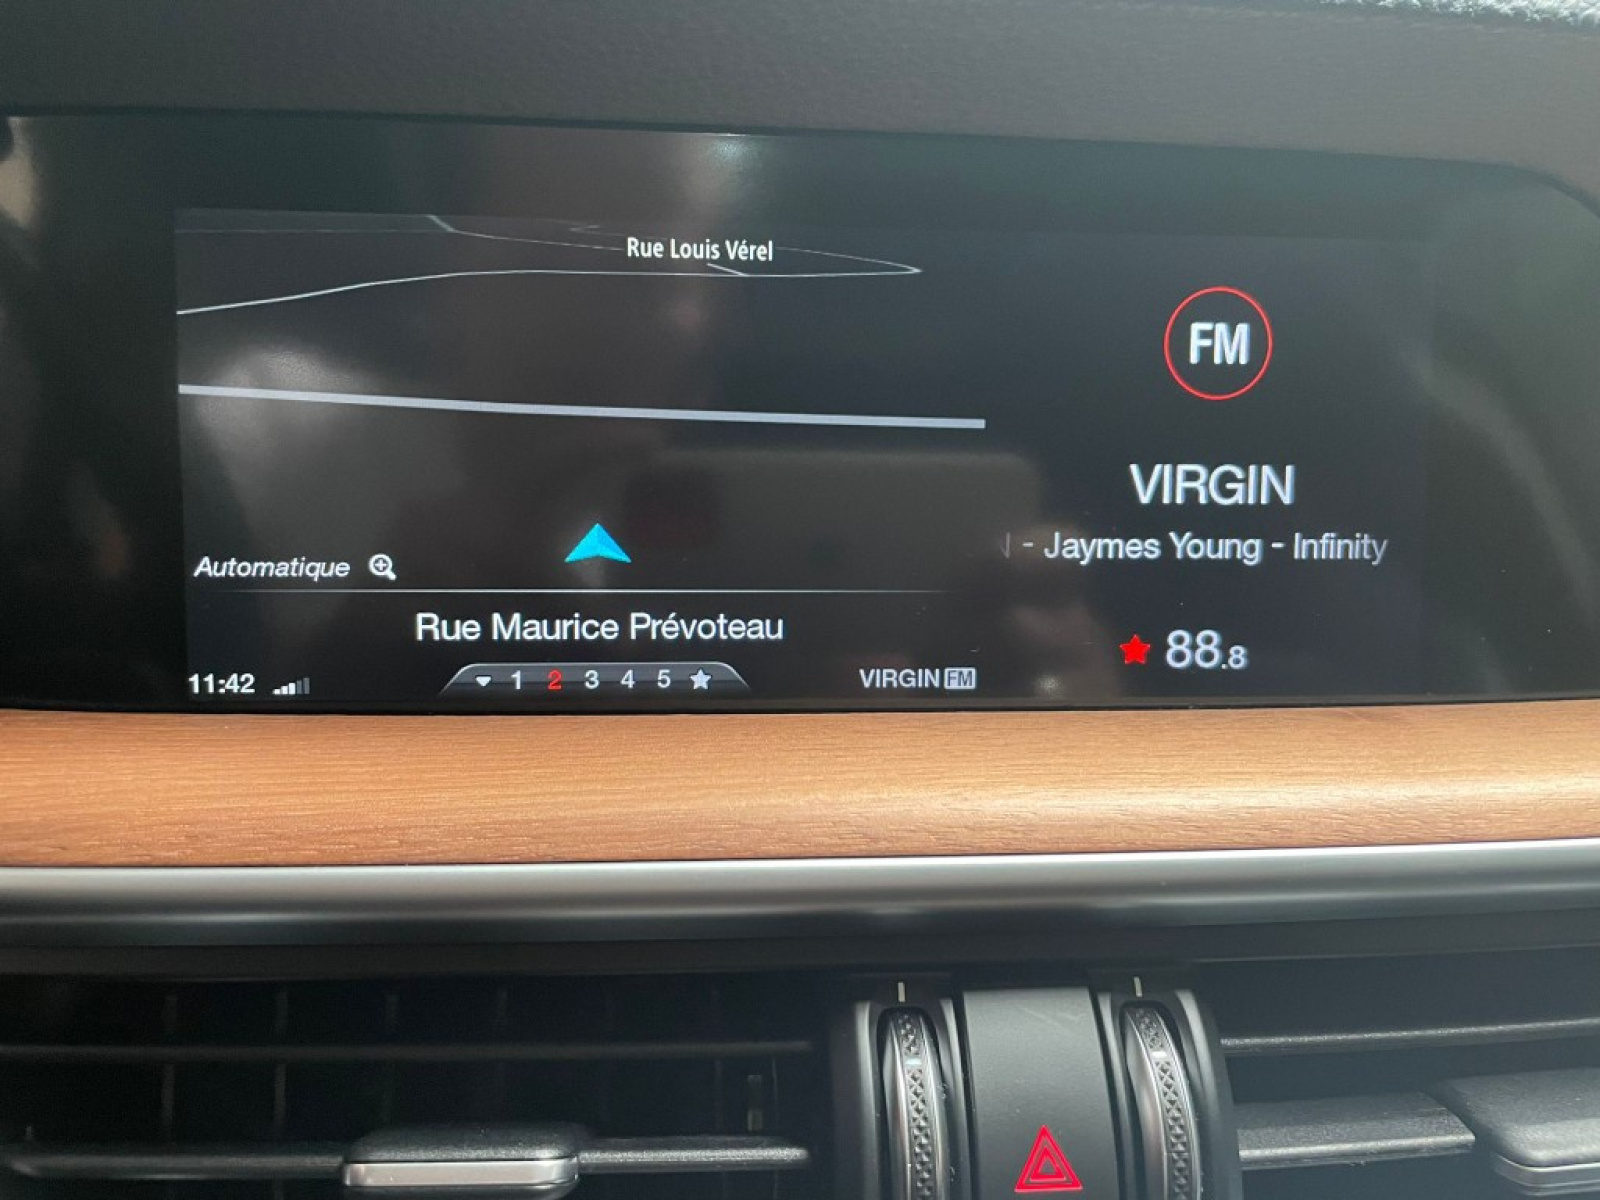 Rue Louis Vérel
FM
VIRGIN
- Jaymes Young - Infinity
Automatique
Rue Maurice Prévoteau
88.8
11:42
1 2 3 4 5
VIRGIN FM